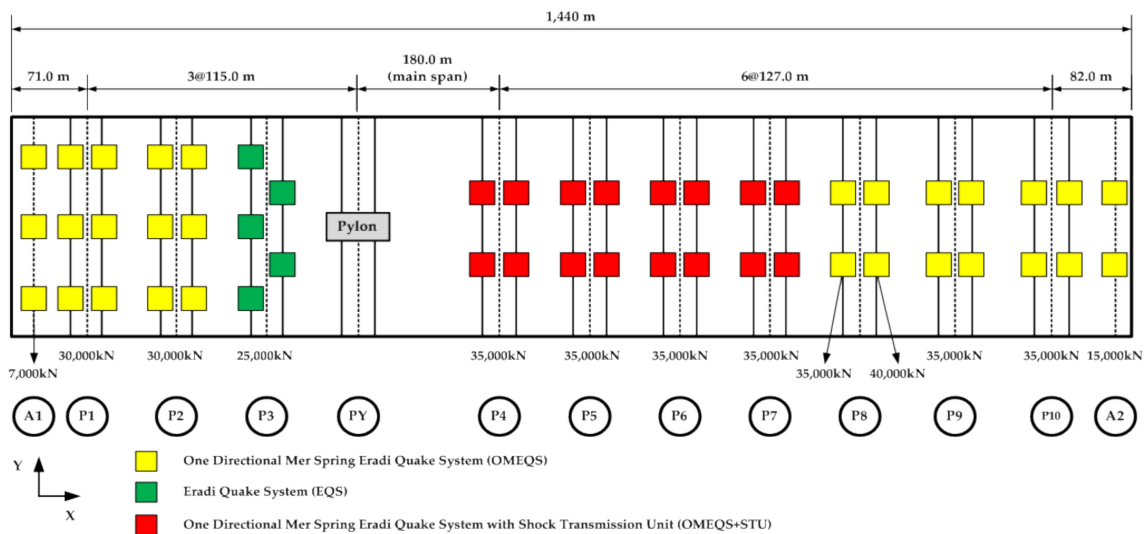 1,440 m
71.0 m
3@115.0 m
180.0 m
(main span)
6@127.0 m
82.0 m
Pylon
7,000kN
30,000kN
30,000kN
25,000kN
35,000kN
35,000kN
35,000kN
35,000kN
35,000kN
40,000kN
35,000kN
35,000kN
15,000kN
A1
P1
P2
P3
PY
P4
P5
P6
P7
P8
P9
P10
A2
Y
X
One Directional Mer Spring Eradi Quake System (OMEQS)
Eradi Quake System (EQS)
One Directional Mer Spring Eradi Quake System with Shock Transmission Unit (OMEQS+STU)